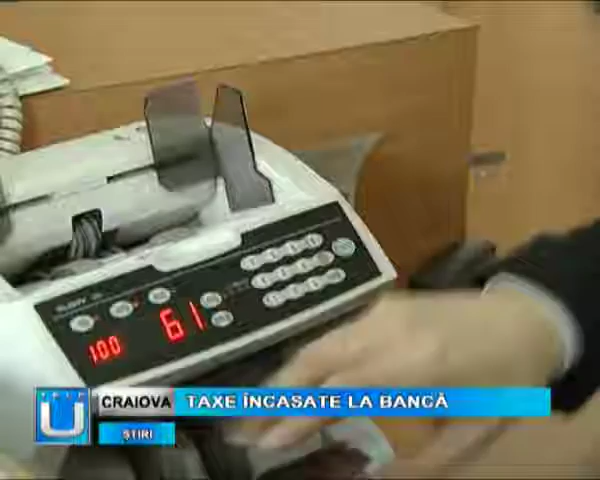 100
61
U
CRAIOVA
TAXE ÎNCASATE LA BANCĂ
ȘTIRI